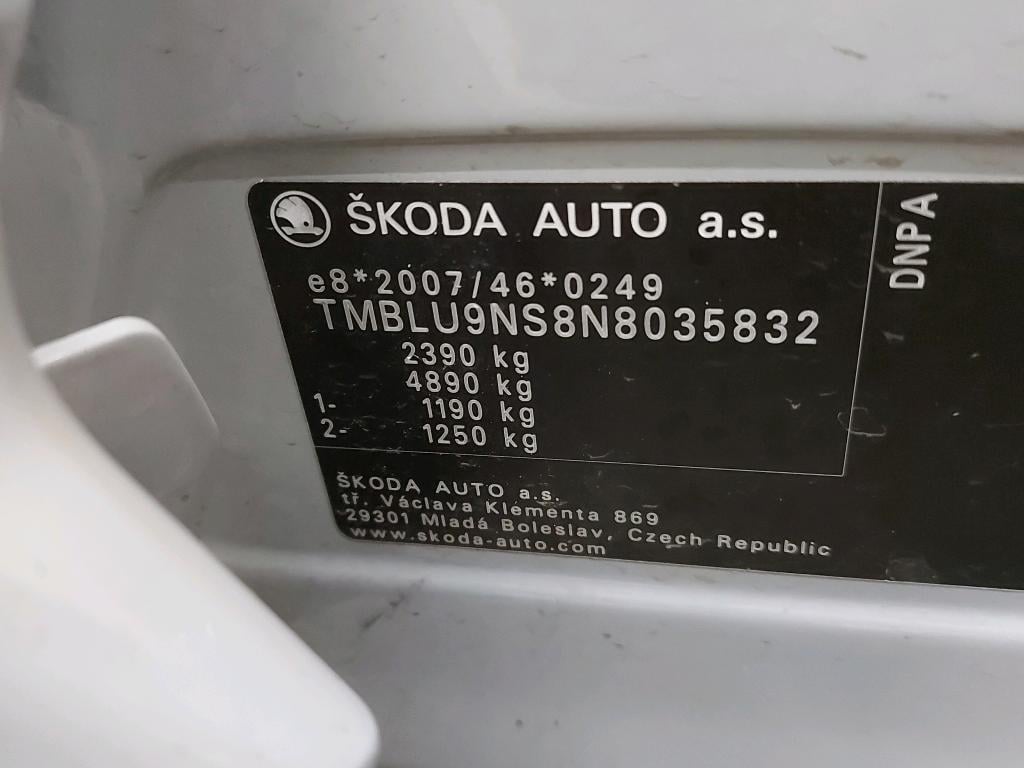 ŠKODA AUTO a.s.
e8*2007/46*0249
TMBLU9NS8N8035832
2390 kg
4890 kg
1- 1190 kg
2- 1250 kg
DNPA
ŠKODA AUTO a.s.
tř. Václava Klementa 869
29301 Mladá Boleslav, Czech Republic
www.skoda-auto.com